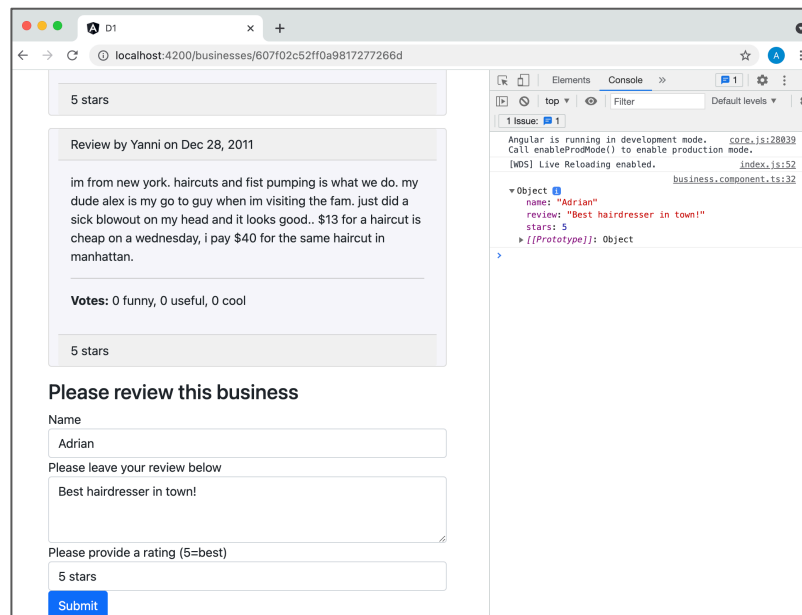 D1
localhost:4200/businesses/607f02c52ff0a9817277266d
A
5 stars
Review by Yanni on Dec 28, 2011
im from new york. haircuts and fist pumping is what we do. my
dude alex is my go to guy when im visiting the fam. just did a
sick blowout on my head and it looks good.. $13 for a haircut is
cheap on a wednesday, i pay $40 for the same haircut in
manhattan.
Votes: 0 funny, 0 useful, 0 cool
5 stars
Please review this business
Name
Adrian
Please leave your review below
Best hairdresser in town!
Please provide a rating (5=best)
5 stars
Submit
Elements Console 1
top Filter Default levels
1 Issue: 1
Angular is running in development mode. core.js:28039
Call enableProdMode() to enable production mode.
[WDS] Live Reloading enabled. index.js:52
business.component.ts:32
Object
name: "Adrian"
review: "Best hairdresser in town!"
stars: 5
[[Prototype]]: Object